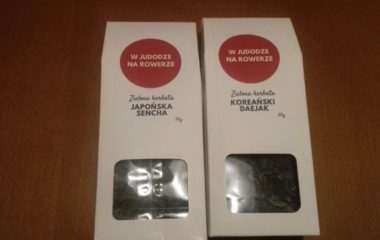 W JUDODZE
NA ROWERZE
Zielona herbata
JAPOŃSKA
SENCHA
W JUDODZE
NA ROWERZE
Zielona herbata
KOREAŃSKI
DAEJAK